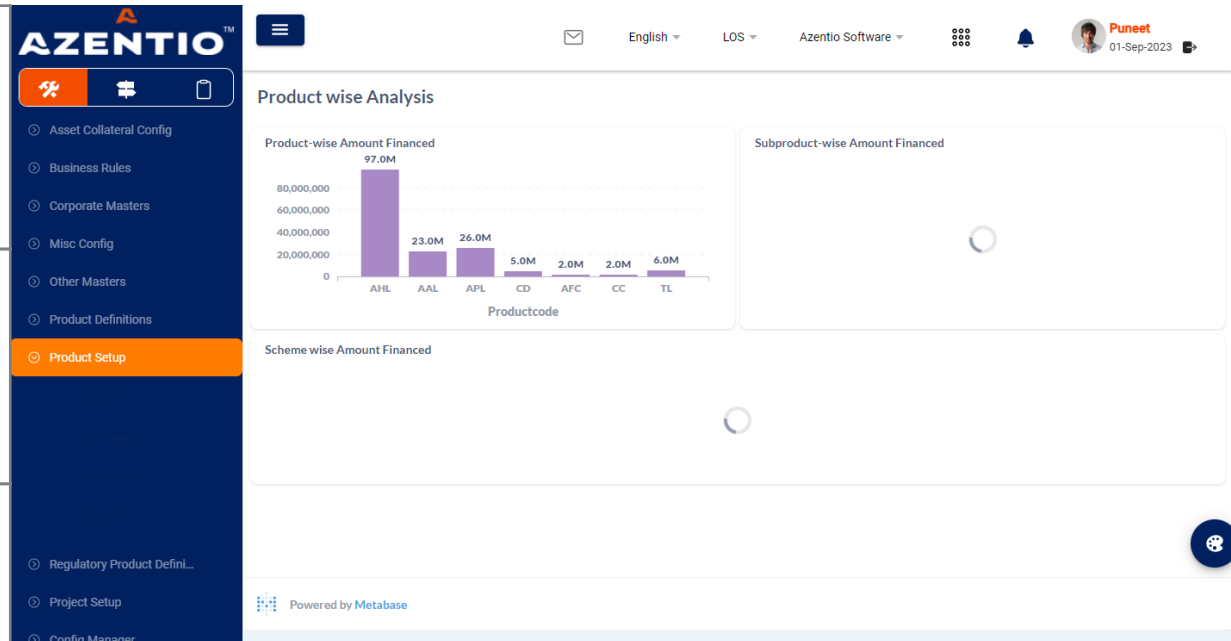 AZENTIO™
English
LOS
Azentio Software
Puneet
01-Sep-2023
Asset Collateral Config
Business Rules
Corporate Masters
Misc Config
Other Masters
Product Definitions
Product Setup
Regulatory Product Defini...
Project Setup
Config Manager
Product wise Analysis
Product-wise Amount Financed
97.0M
80,000,000
60,000,000
40,000,000
20,000,000
0
23.0M
26.0M
5.0M
2.0M
2.0M
6.0M
AHL AAL APL CD AFC CC TL
Productcode
Subproduct-wise Amount Financed
Scheme wise Amount Financed
Powered by Metabase